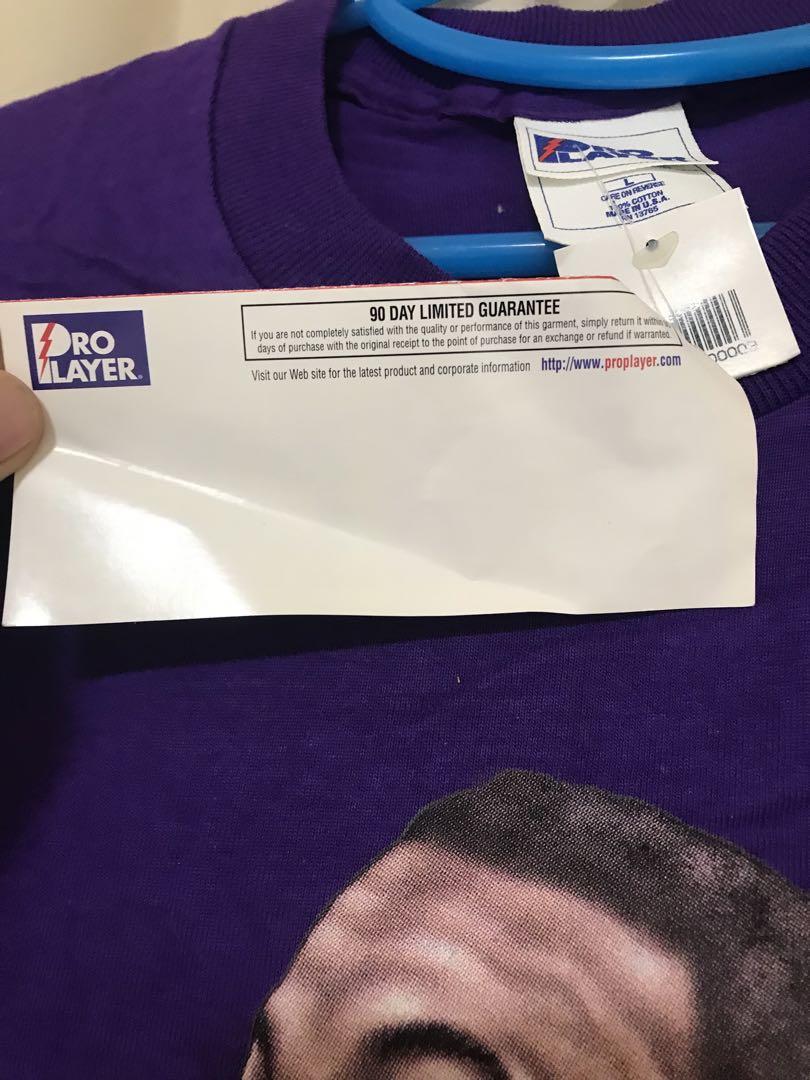 PRO
PLAYER
L
CARE ON REVERSE
COTTON
MADE IN U.S.A.
RN 13765
PRO
PLAYER®
90 DAY LIMITED GUARANTEE
If you are not completely satisfied with the quality or performance of this garment, simply return it within
days of purchase with the original receipt to the point of purchase for an exchange or refund if warranted.
Visit our Web site for the latest product and corporate information http://www.proplayer.com